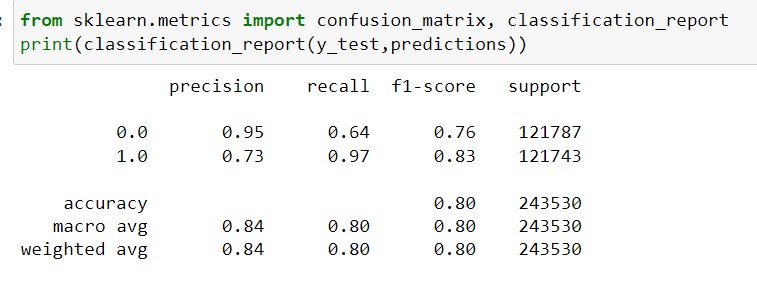 : from sklearn.metrics import confusion_matrix, classification_report
print(classification_report(y_test,predictions))
precision recall f1-score support
0.0 0.95 0.64 0.76 121787
1.0 0.73 0.97 0.83 121743
accuracy 0.80 243530
macro avg 0.84 0.80 0.80 243530
weighted avg 0.84 0.80 0.80 243530